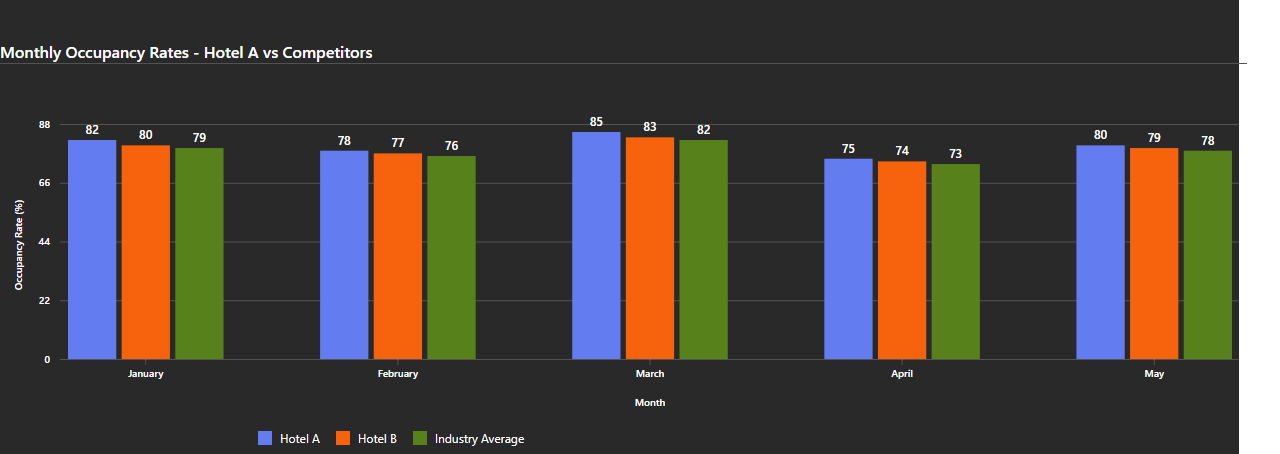 Monthly Occupancy Rates - Hotel A vs Competitors
88
66
44
22
0
Occupancy Rate (%)
82 80 79
78 77 76
85 83 82
75 74 73
80 79 78
January February March April May
Month
Hotel A Hotel B Industry Average